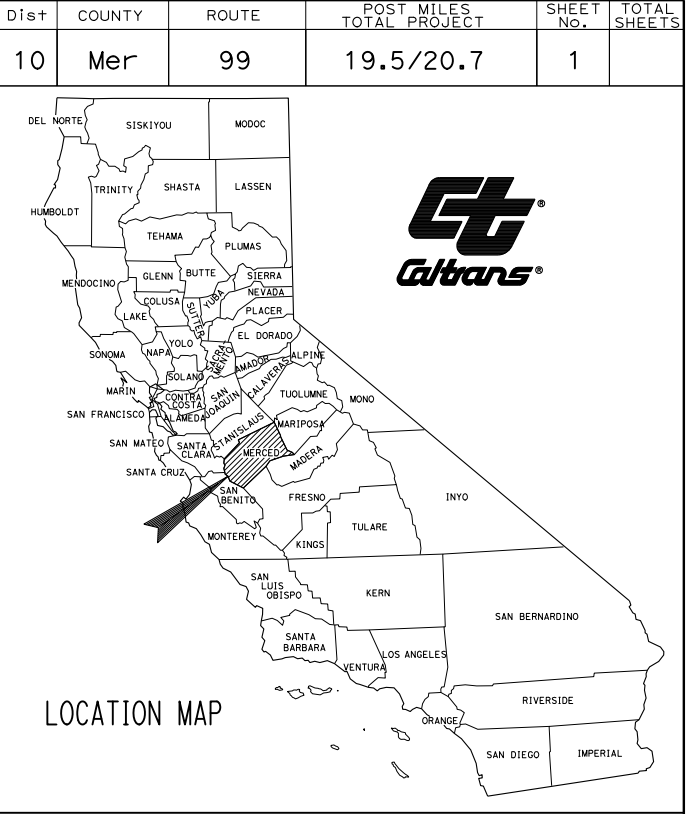 Dist COUNTY ROUTE POST MILES TOTAL PROJECT SHEET No. TOTAL SHEETS
10 Mer 99 19.5/20.7 1
DEL NORTE
SISKIYOU
MODOC
TRINITY
SHASTA
LASSEN
HUMBOLDT
TEHAMA
PLUMAS
Ct®
Caltrans®
MENDOCINO
GLENN
BUTTE
SIERRA
COLUSA
YUBA
NEVADA
LAKE
SUTTER
PLACER
YOLO
EL DORADO
SONOMA
NAPA
SACRA
MENTO
ALPINE
SOLANO
AMADOR
CALAVERAS
MARIN
CONTRA
COSTA
SAN
JOAQUIN
TUOLUMNE
MONO
SAN FRANCISCO
ALAMEDA
STANISLAUS
MARIPOSA
SAN MATEO
SANTA
CLARA
MERCED
MADERA
SANTA CRUZ
SAN
BENITO
FRESNO
INYO
MONTEREY
KINGS
TULARE
SAN
LUIS
OBISPO
KERN
SAN BERNARDINO
SANTA
BARBARA
VENTURA
LOS ANGELES
RIVERSIDE
ORANGE
LOCATION MAP
SAN DIEGO
IMPERIAL